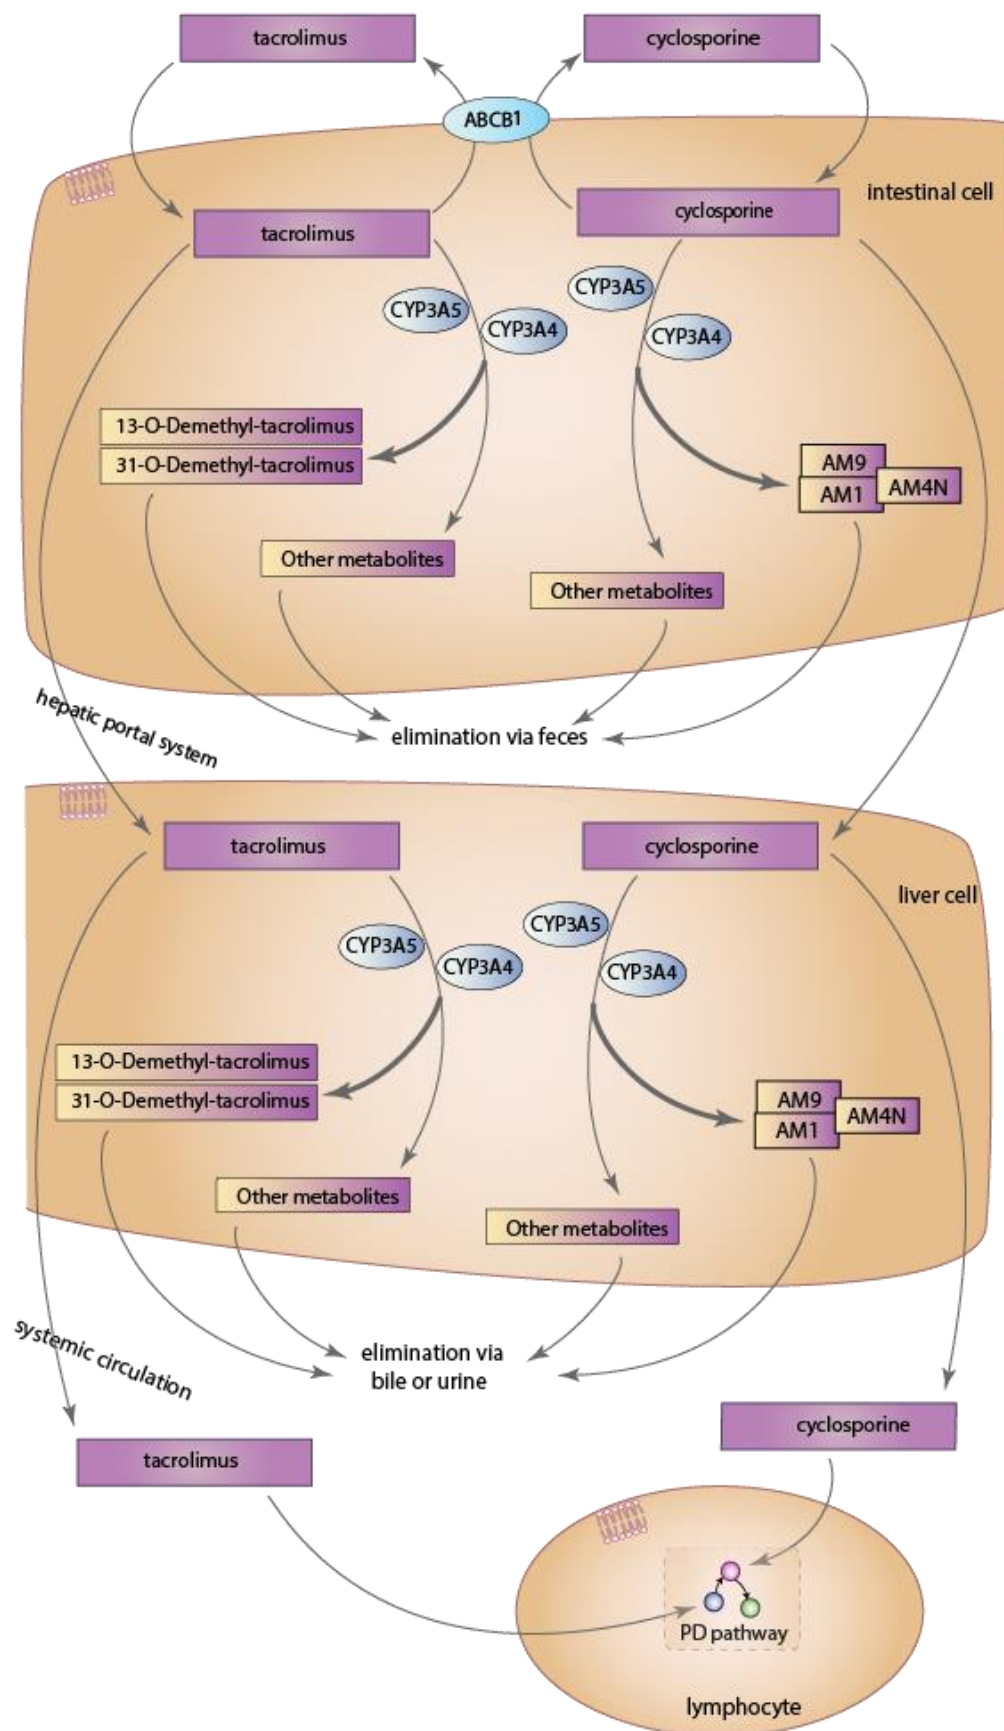 tacrolimus
cyclosporine
ABCB1
intestinal cell
tacrolimus
cyclosporine
CYP3A5
CYP3A4
CYP3A5
CYP3A4
13-O-Demethyl-tacrolimus
31-O-Demethyl-tacrolimus
AM9
AM1
AM4N
Other metabolites
Other metabolites
elimination via feces
hepatic portal system
tacrolimus
cyclosporine
liver cell
CYP3A5
CYP3A4
CYP3A5
CYP3A4
13-O-Demethyl-tacrolimus
31-O-Demethyl-tacrolimus
AM9
AM1
AM4N
Other metabolites
Other metabolites
elimination via
bile or urine
systemic circulation
tacrolimus
cyclosporine
PD pathway
lymphocyte